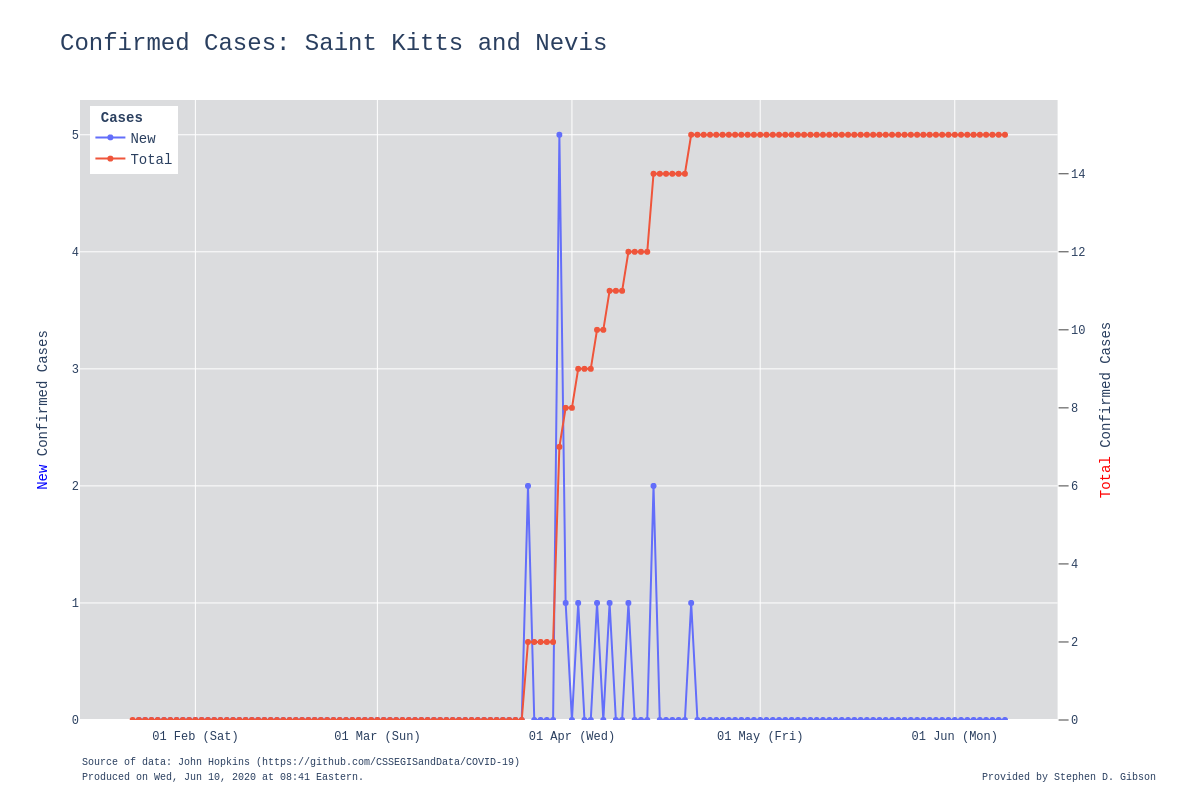 Confirmed Cases: Saint Kitts and Nevis
Cases
New
Total
5
4
3
2
1
0
New Confirmed Cases
14
12
10
8
6
4
2
0
Total Confirmed Cases
01 Feb (Sat)
01 Mar (Sun)
01 Apr (Wed)
01 May (Fri)
01 Jun (Mon)
Source of data: John Hopkins (https://github.com/CSSEGISandData/COVID-19)
Produced on Wed, Jun 10, 2020 at 08:41 Eastern.
Provided by Stephen D. Gibson